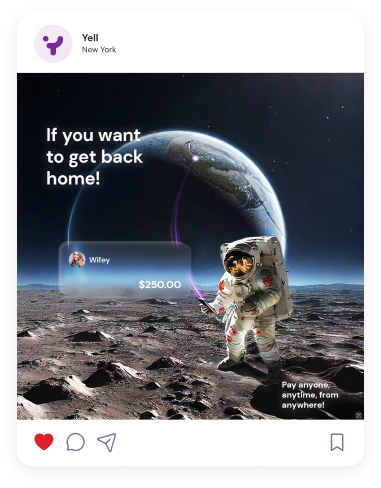 Yell
New York
If you want
to get back
home!
Wifey
$250.00
Pay anyone,
anytime, from
anywhere!